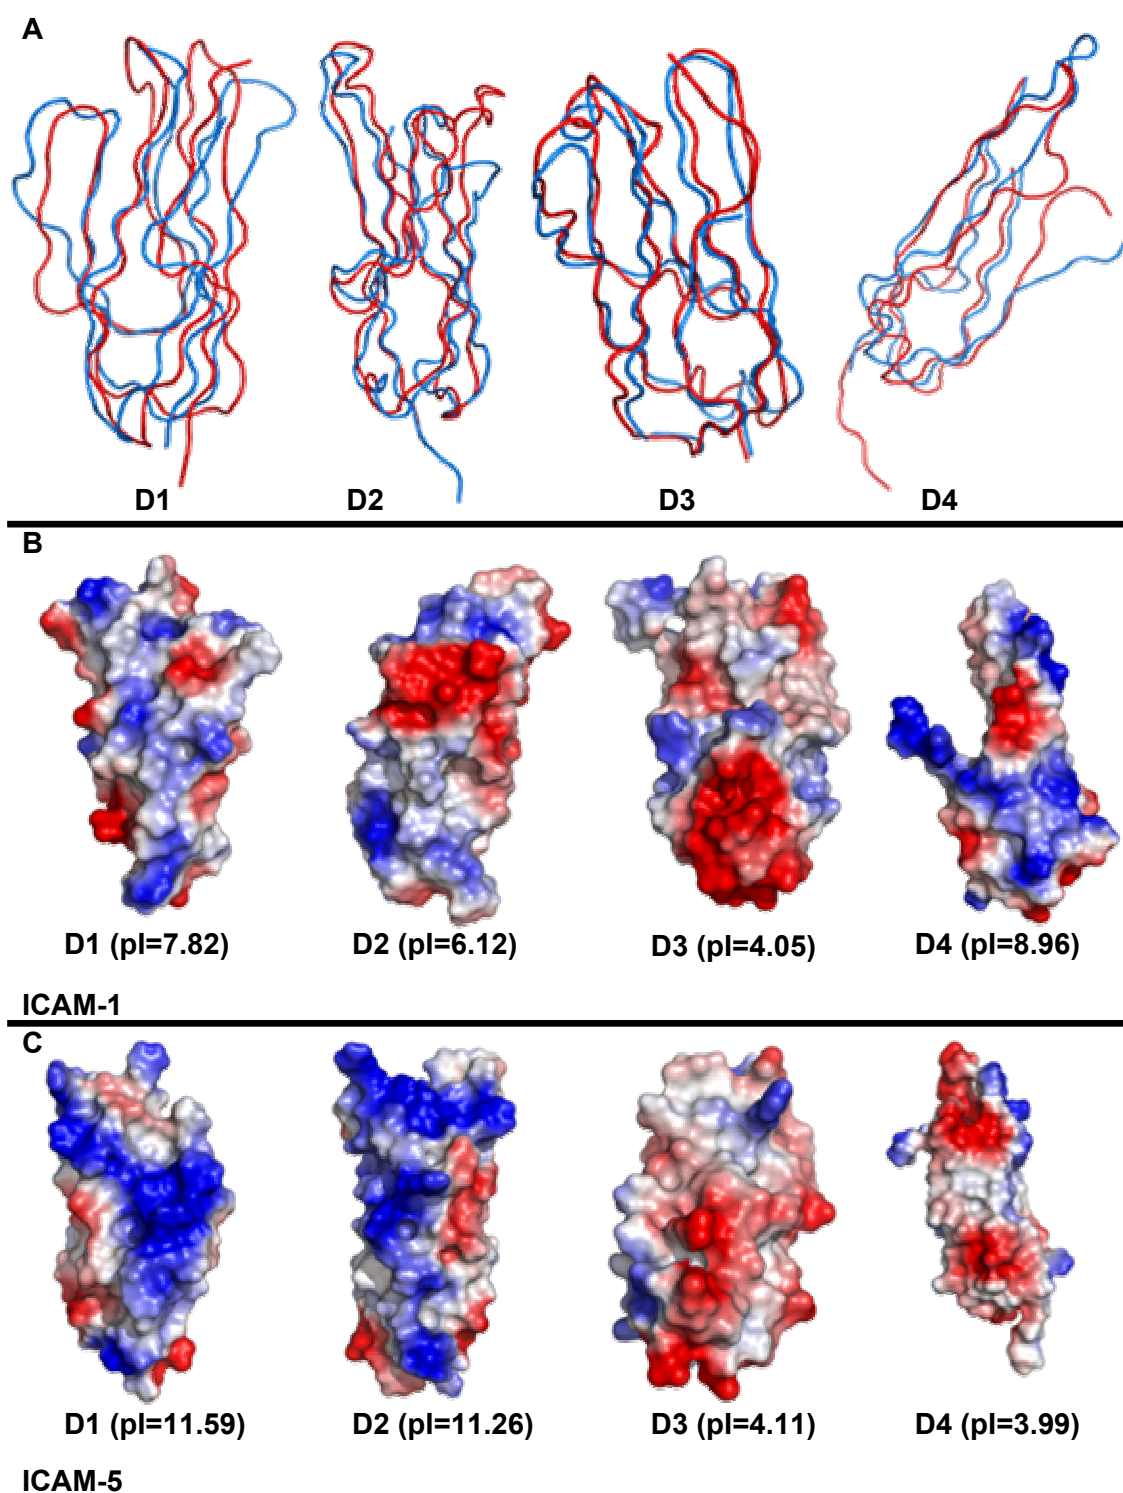 A
D1 D2 D3 D4
B
D1 (pI=7.82) D2 (pI=6.12) D3 (pI=4.05) D4 (pI=8.96)
ICAM-1
C
D1 (pI=11.59) D2 (pI=11.26) D3 (pI=4.11) D4 (pI=3.99)
ICAM-5